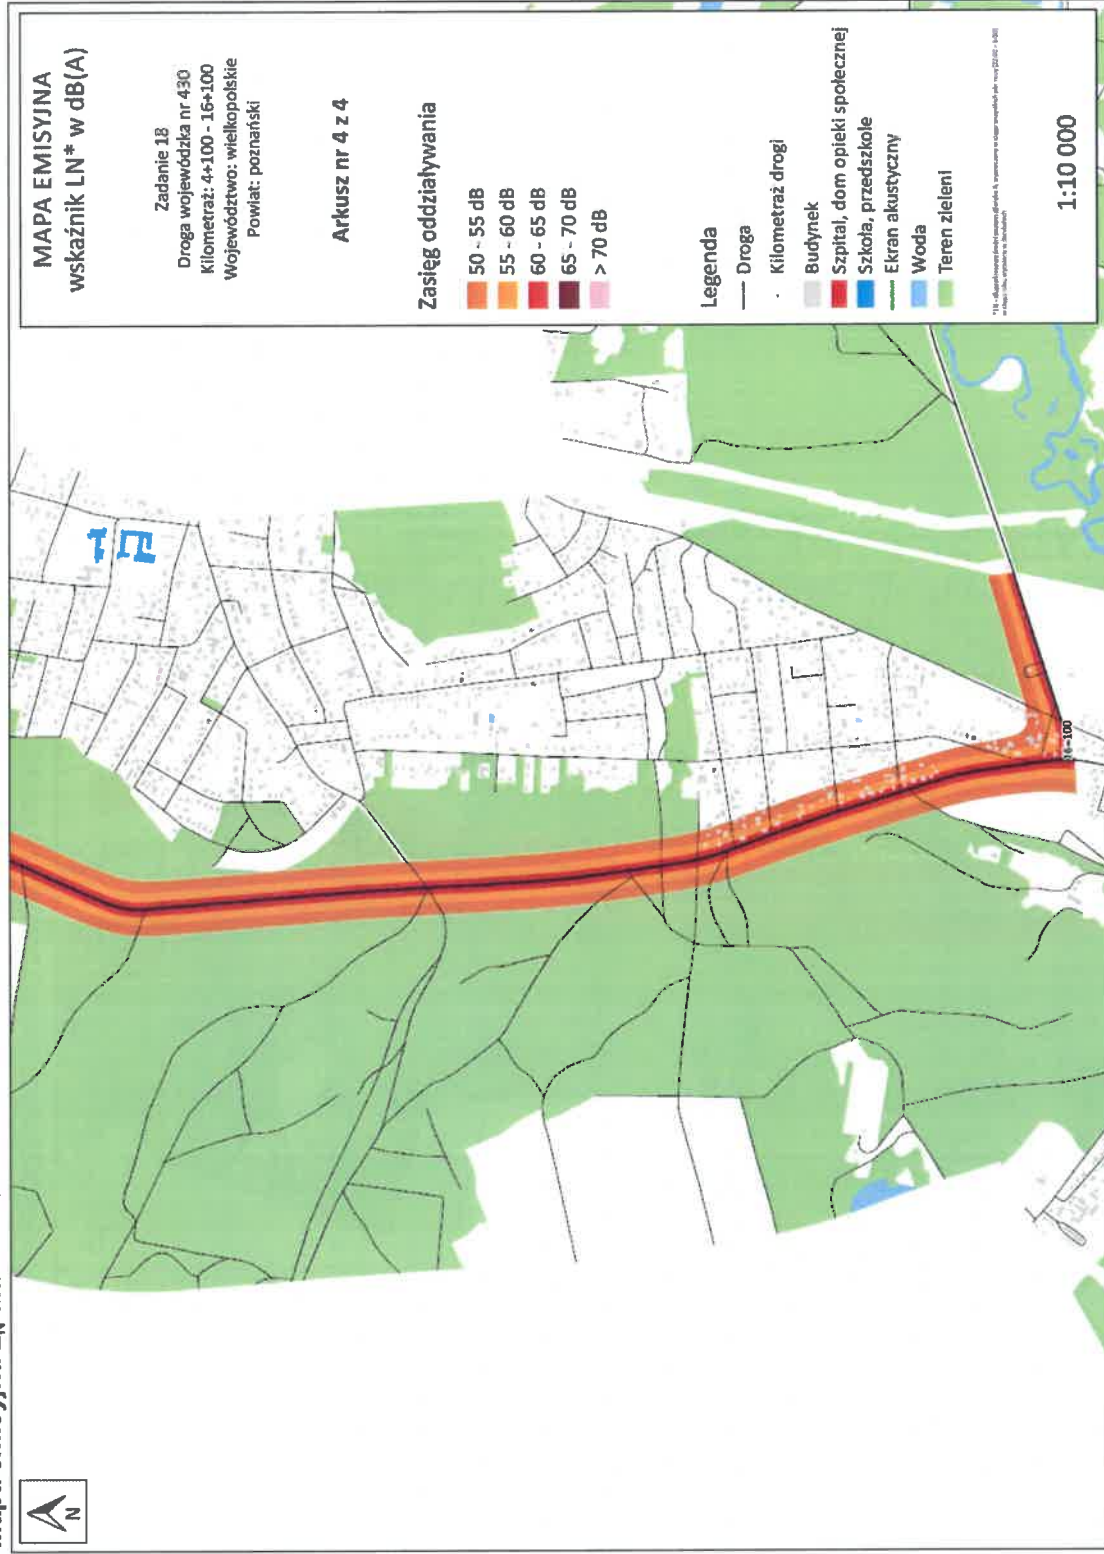 MAPA EMISYJNA
wskaźnik LN* w dB(A)
Zadanie 18
Droga wojewódzka nr 430
Kilometraż: 4+100 - 16+100
Województwo: wielkopolskie
Powiat: poznański
Arkusz nr 4 z 4
Zasięg oddziaływania
50 - 55 dB
55 - 60 dB
60 - 65 dB
65 - 70 dB
> 70 dB
Legenda
Droga
Kilometraż drogi
Budynek
Szpital, dom opieki społecznej
Szkoła, przedszkole
Ekran akustyczny
Woda
Teren zieleni
1:10 000
16+100
N